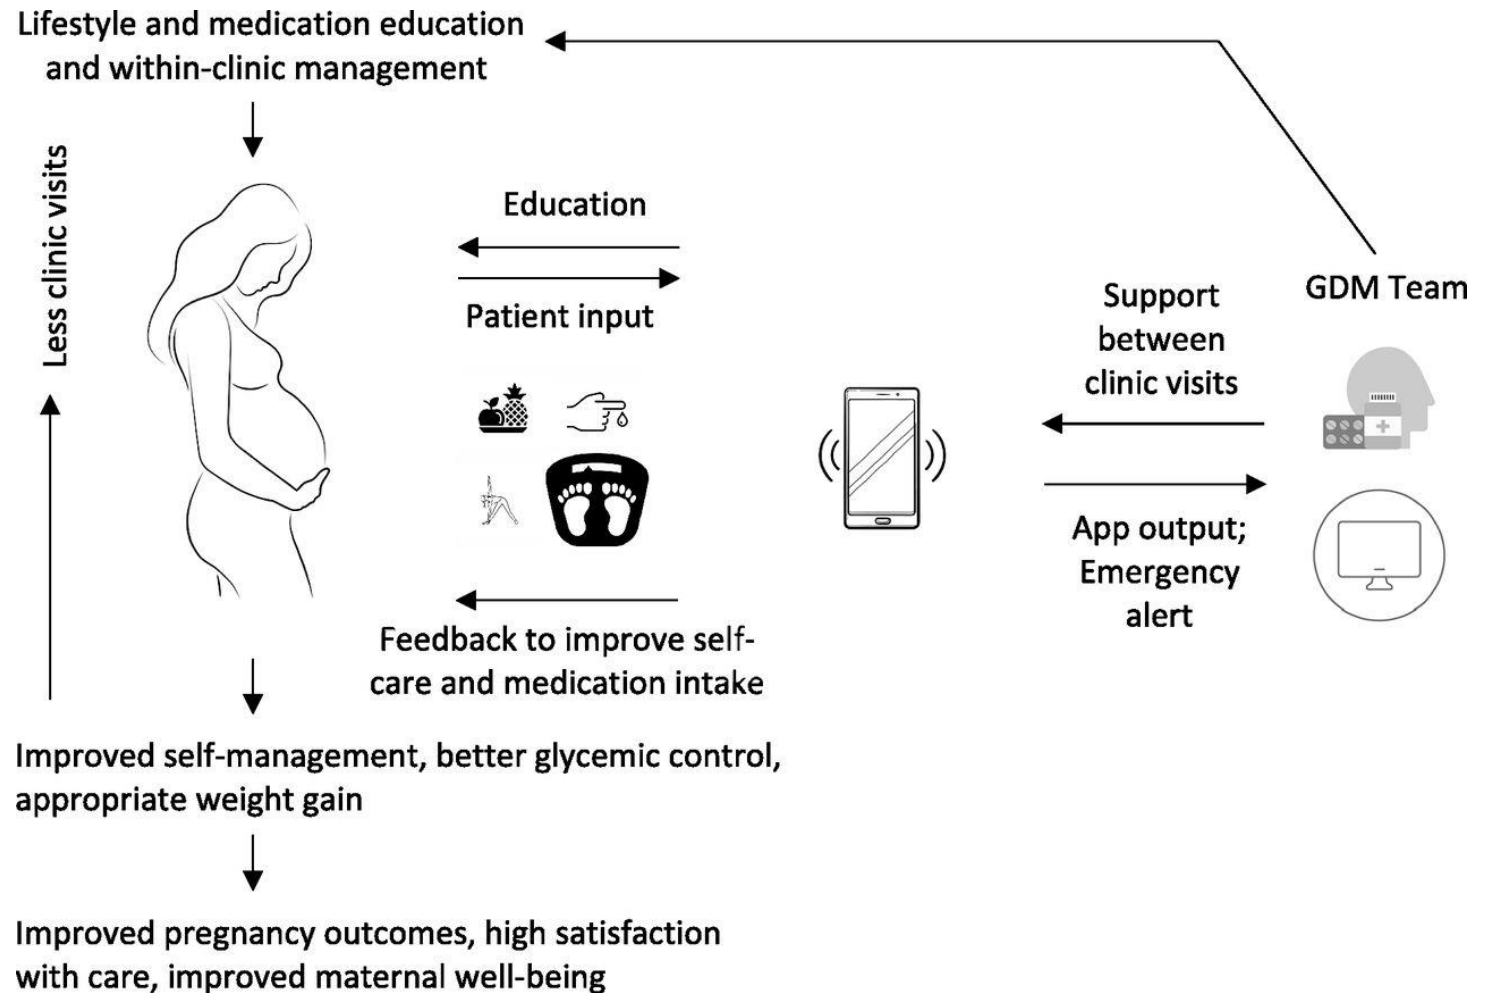 Lifestyle and medication education
and within-clinic management
Less clinic visits
Education
Patient input
Support
between
clinic visits
GDM Team
App output;
Emergency
alert
Feedback to improve self-
care and medication intake
Improved self-management, better glycemic control,
appropriate weight gain
Improved pregnancy outcomes, high satisfaction
with care, improved maternal well-being